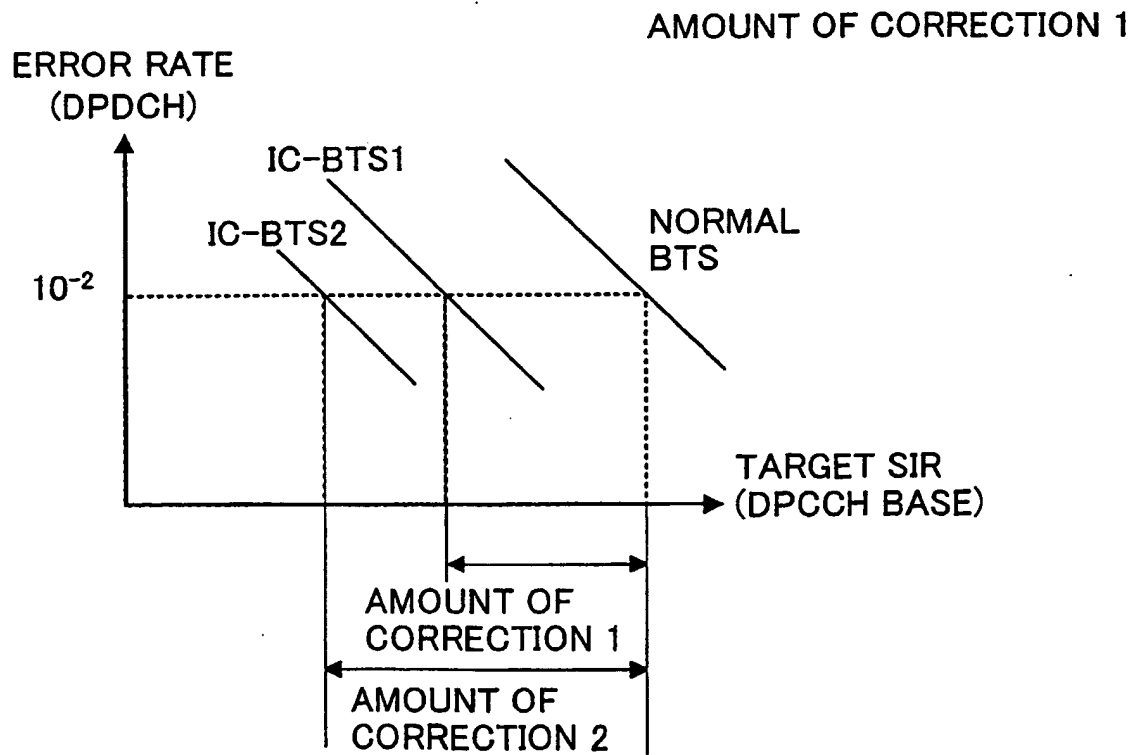 AMOUNT OF CORRECTION 1
ERROR RATE
(DPDCH)
IC-BTS1
IC-BTS2
NORMAL
BTS
10⁻²
TARGET SIR
(DPCCH BASE)
AMOUNT OF
CORRECTION 1
AMOUNT OF
CORRECTION 2